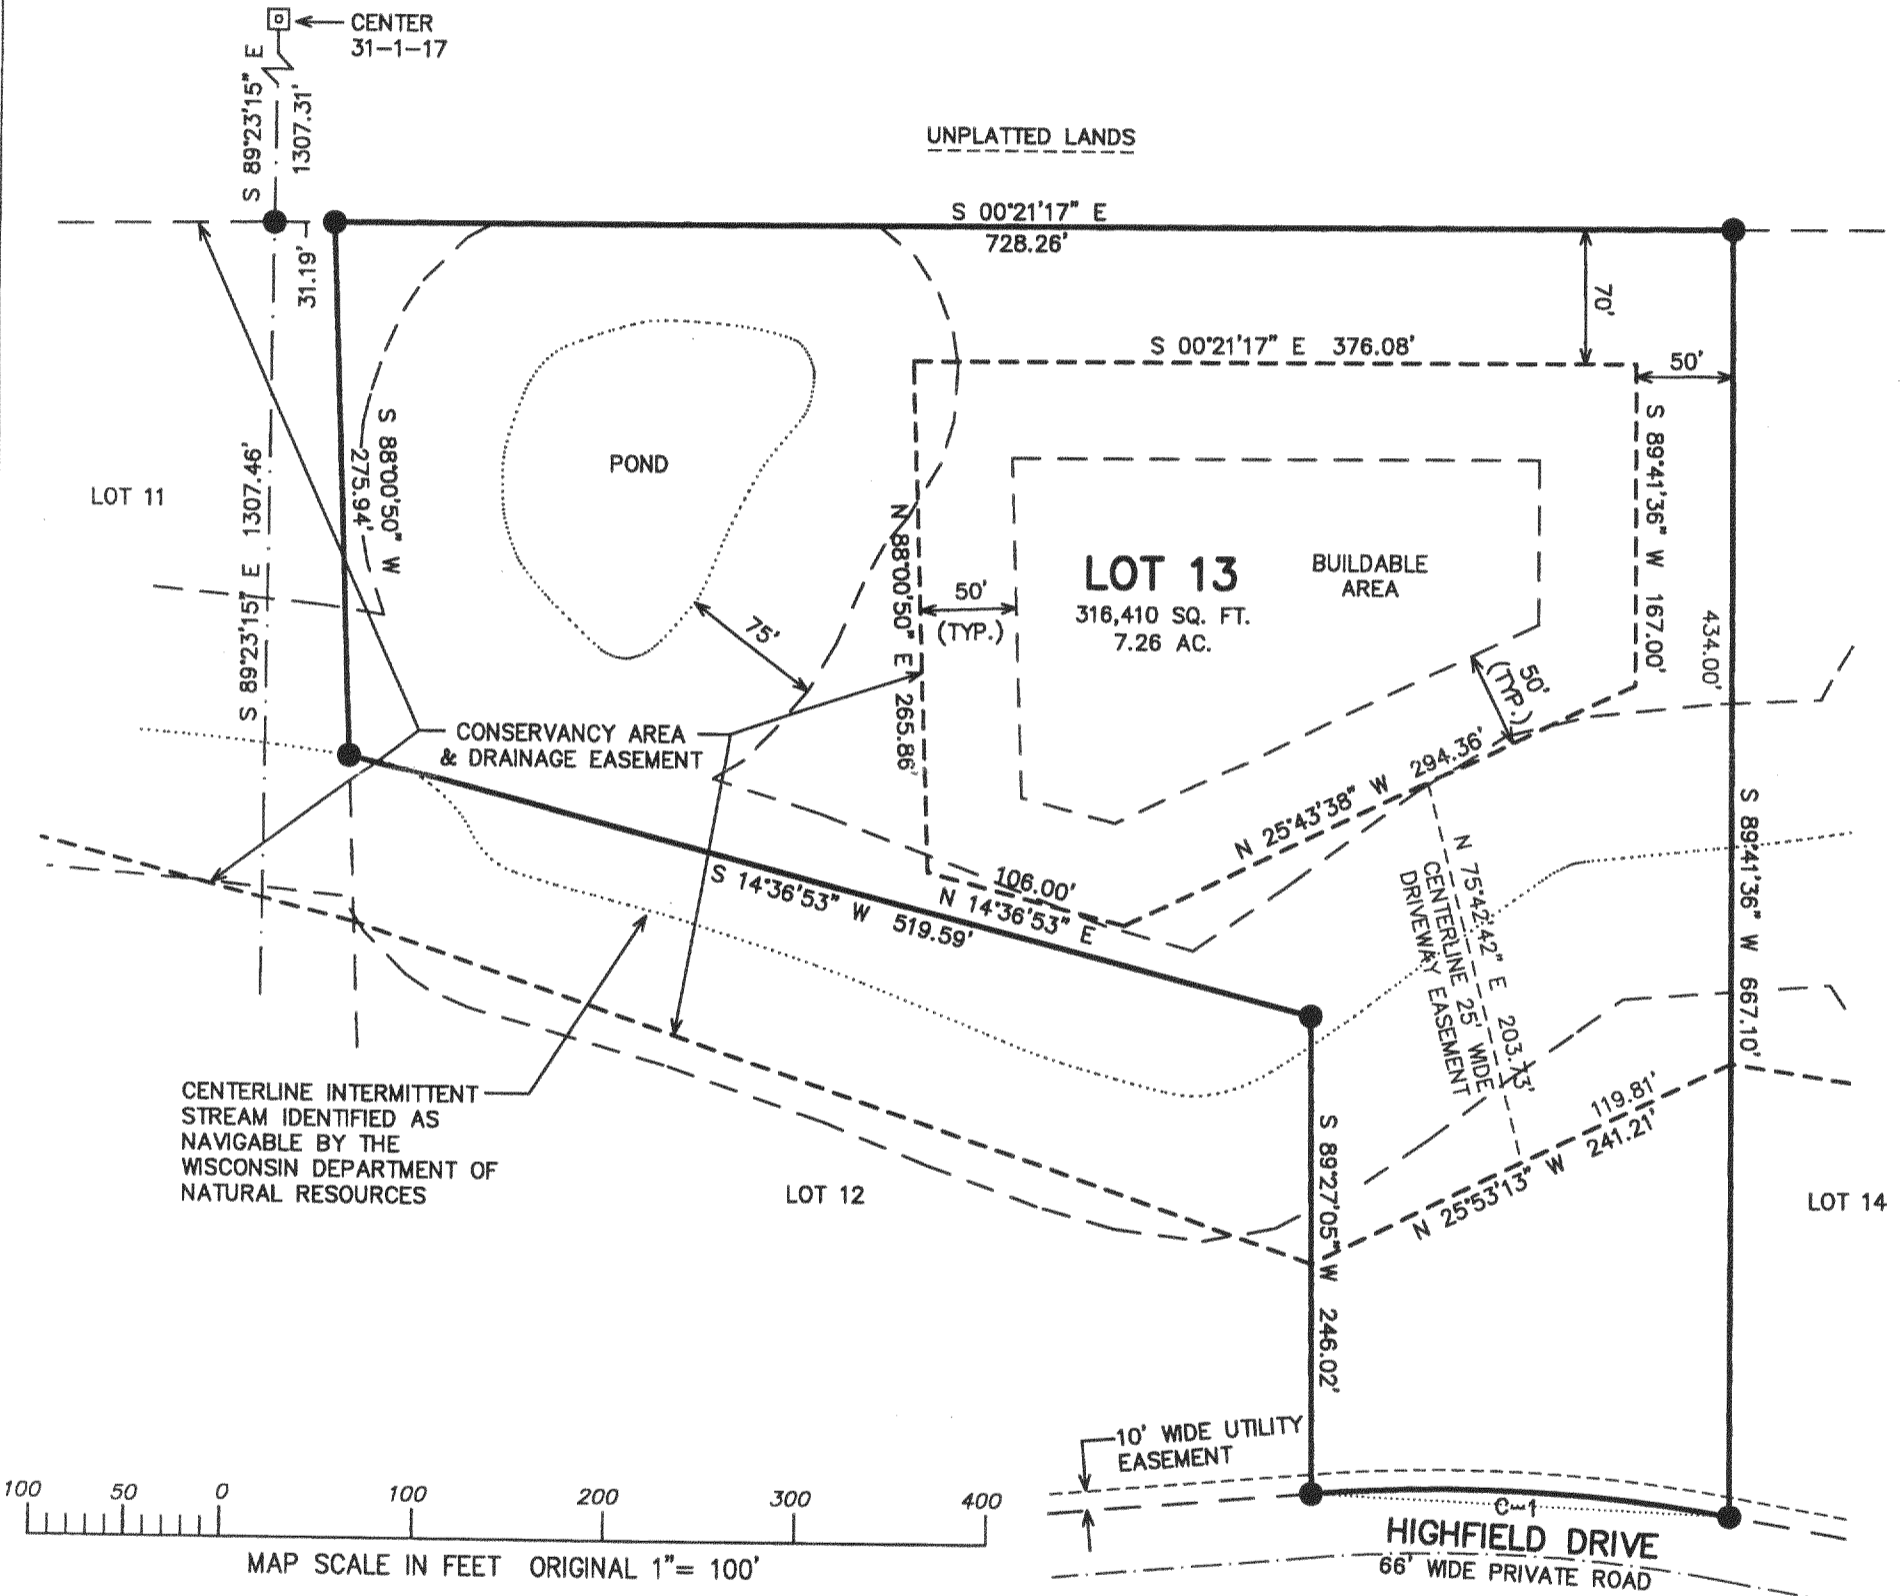 CENTER
31-1-17
S 89°23'15" E
1307.31'
UNPLATTED LANDS
S 00°21'17" E
728.26'
31.19'
70'
S 00°21'17" E 376.08'
50'
S 88°00'50" W
275.94'
POND
LOT 11
S 89°23'15" E 1307.46'
N 88°00'50" E 265.86'
50'
(TYP.)
LOT 13
316,410 SQ. FT.
7.26 AC.
BUILDABLE
AREA
S 89°41'36" W 167.00'
434.00'
75'
50'
(TYP.)
CONSERVANCY AREA
& DRAINAGE EASEMENT
N 25°43'38" W 294.36'
S 89°41'36" W 667.10'
S 14°36'53" W 519.59'
106.00'
N 14°36'53" E
N 75°42'42" E 203.73'
CENTERLINE 25' WIDE
DRIVEWAY EASEMENT
CENTERLINE INTERMITTENT
STREAM IDENTIFIED AS
NAVIGABLE BY THE
WISCONSIN DEPARTMENT OF
NATURAL RESOURCES
LOT 12
119.81'
N 25°53'13" W 241.21'
LOT 14
S 89°27'05" W 246.02'
10' WIDE UTILITY
EASEMENT
C-1
HIGHFIELD DRIVE
66' WIDE PRIVATE ROAD
100 50 0 100 200 300 400
MAP SCALE IN FEET ORIGINAL 1"= 100'